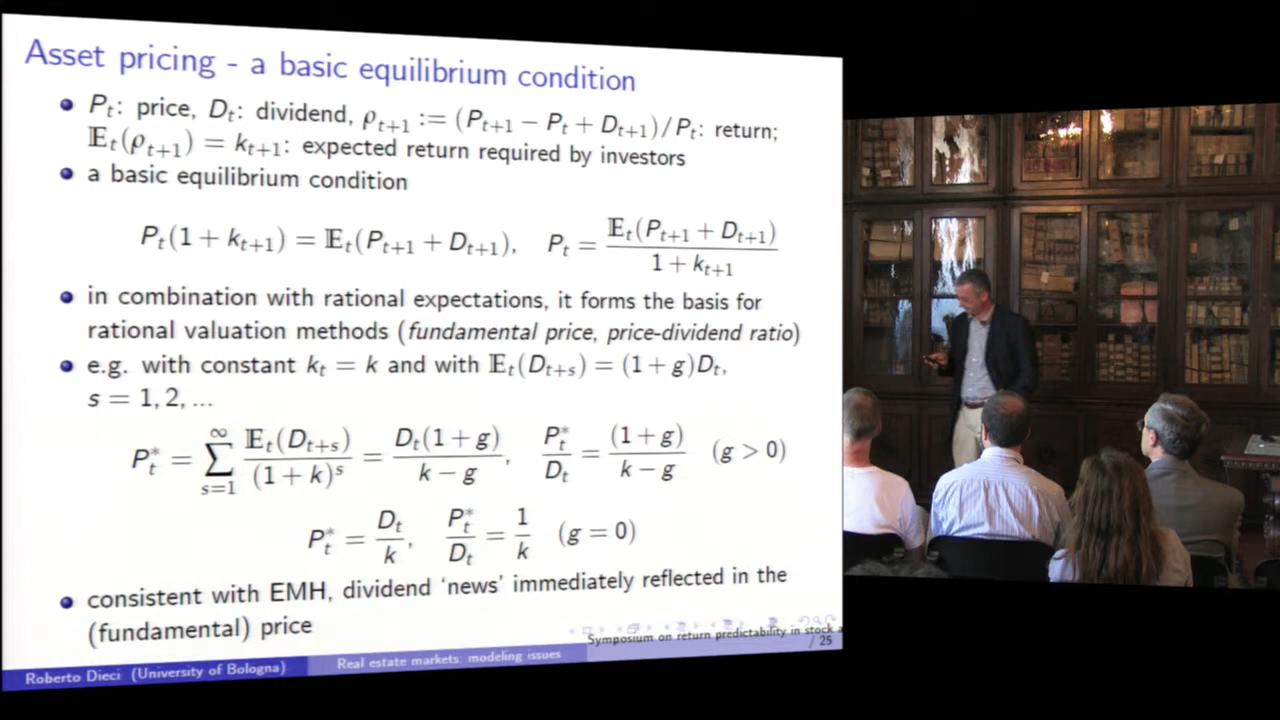 Asset pricing - a basic equilibrium condition
P_t: price, D_t: dividend, ρ_{t+1} := (P_{t+1} − P_t + D_{t+1})/P_t: return;
𝔼_t(ρ_{t+1}) = k_{t+1}: expected return required by investors
a basic equilibrium condition
P_t(1 + k_{t+1}) = 𝔼_t(P_{t+1} + D_{t+1}), P_t = 𝔼_t(P_{t+1} + D_{t+1}) / (1 + k_{t+1})
in combination with rational expectations, it forms the basis for
rational valuation methods (fundamental price, price-dividend ratio)
e.g. with constant k_t = k and with 𝔼_t(D_{t+s}) = (1 + g)D_t,
s = 1, 2, ...
P*_t = ∑_{s=1}^{∞} 𝔼_t(D_{t+s}) / (1 + k)^s = D_t(1 + g) / (k − g), P*_t / D_t = (1 + g) / (k − g) (g > 0)
P*_t = D_t / k, P*_t / D_t = 1 / k (g = 0)
consistent with EMH, dividend 'news' immediately reflected in the
(fundamental) price
Symposium on return predictability in stock a
/ 25
Roberto Dieci (University of Bologna) Real estate markets: modeling issues